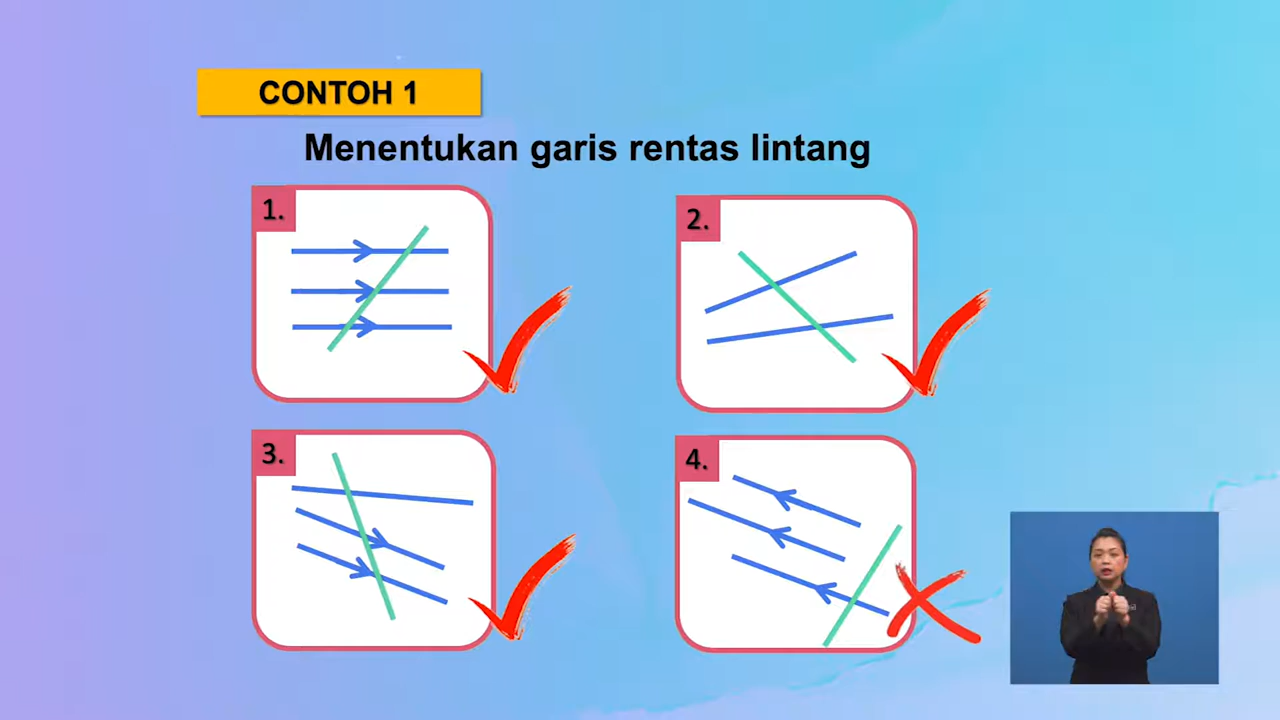 CONTOH 1
Menentukan garis rentas lintang
1.
2.
3.
4.